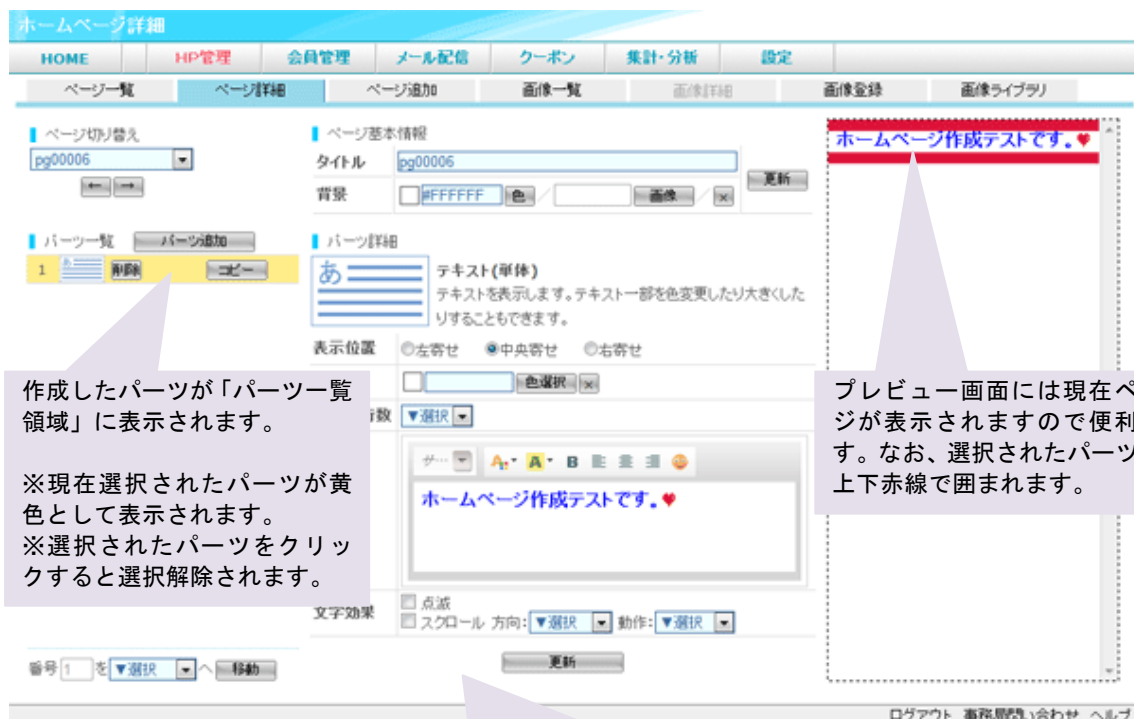 ホームページ詳細
HOME HP管理 会員管理 メール配信 クーポン 集計・分析 設定
ページ一覧 ページ詳細 ページ追加 画像一覧 画像詳細 画像登録 画像ライブラリ
ページ切り替え
pg00006
← →
パーツ一覧 パーツ追加
1 あ 削除 コピー
作成したパーツが「パーツ一覧
領域」に表示されます。
※現在選択されたパーツが黄
色として表示されます。
※選択されたパーツをクリッ
クすると選択解除されます。
番号 1 を ▼選択 へ 移動
ページ基本情報
タイトル pg00006
背景 #FFFFFF 色 / 画像 / × 更新
パーツ詳細
あ テキスト(単体)
テキストを表示します。テキスト一部を色変更したり大きくした
りすることもできます。
表示位置 左寄せ 中央寄せ 右寄せ
色選択 ×
行数 ▼選択
サ… A A B
ホームページ作成テストです。♥
文字効果 点滅
スクロール 方向: ▼選択 動作: ▼選択
更新
ホームページ作成テストです。♥
プレビュー画面には現在ペ
ジが表示されますので便利
す。なお、選択されたパーツ
上下赤線で囲まれます。
ログアウト 事務局問い合わせ ヘルプ